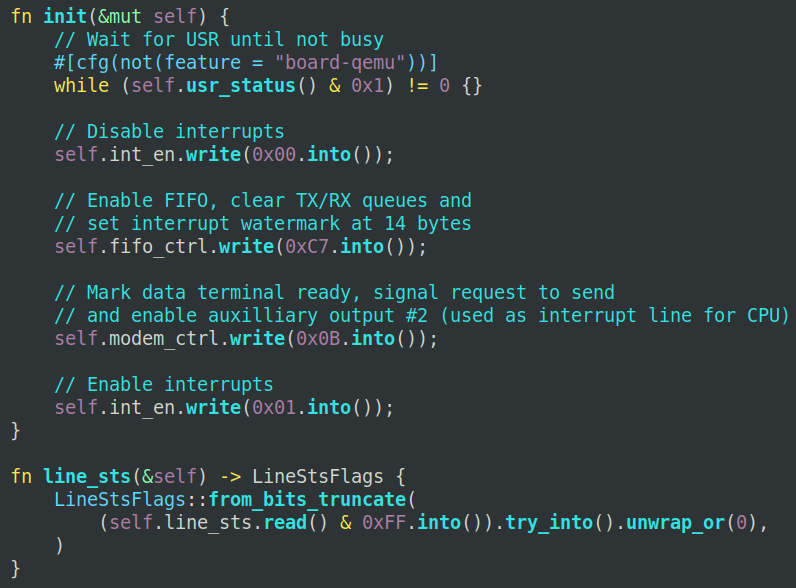 fn init(&mut self) {
    // Wait for USR until not busy
    #[cfg(not(feature = "board-qemu"))]
    while (self.usr_status() & 0x1) != 0 {}

    // Disable interrupts
    self.int_en.write(0x00.into());

    // Enable FIFO, clear TX/RX queues and
    // set interrupt watermark at 14 bytes
    self.fifo_ctrl.write(0xC7.into());

    // Mark data terminal ready, signal request to send
    // and enable auxilliary output #2 (used as interrupt line for CPU)
    self.modem_ctrl.write(0x0B.into());

    // Enable interrupts
    self.int_en.write(0x01.into());
}

fn line_sts(&self) -> LineStsFlags {
    LineStsFlags::from_bits_truncate(
        (self.line_sts.read() & 0xFF.into()).try_into().unwrap_or(0),
    )
}